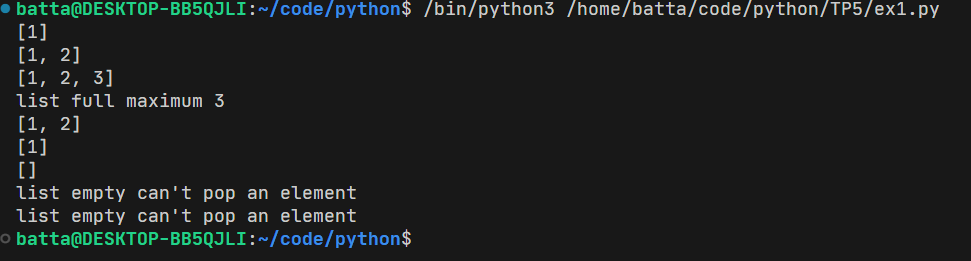 batta@DESKTOP-BB5QJLI:~/code/python$ /bin/python3 /home/batta/code/python/TP5/ex1.py
[1]
[1, 2]
[1, 2, 3]
list full maximum 3
[1, 2]
[1]
[]
list empty can't pop an element
list empty can't pop an element
batta@DESKTOP-BB5QJLI:~/code/python$